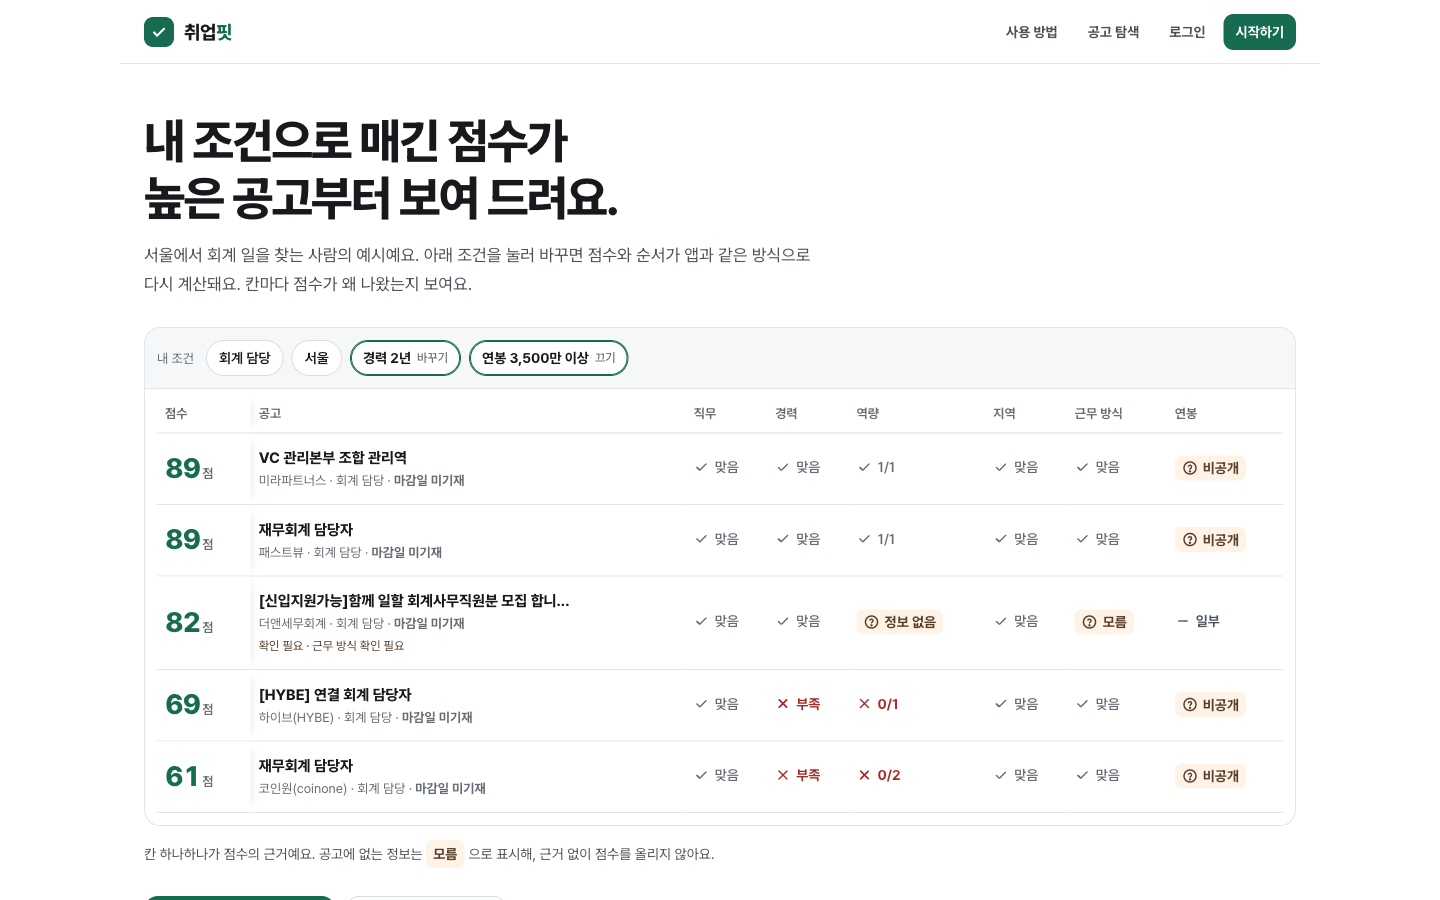 취업핏
사용 방법 공고 탐색 로그인 시작하기
내 조건으로 매긴 점수가
높은 공고부터 보여 드려요.
서울에서 회계 일을 찾는 사람의 예시예요. 아래 조건을 눌러 바꾸면 점수와 순서가 앱과 같은 방식으로
다시 계산돼요. 칸마다 점수가 왜 나왔는지 보여요.
내 조건 회계 담당 서울 경력 2년 바꾸기 연봉 3,500만 이상 끄기
점수 공고 직무 경력 역량 지역 근무 방식 연봉
89점 VC 관리본부 조합 관리역 맞음 맞음 1/1 맞음 맞음 비공개
미라파트너스 · 회계 담당 · 마감일 미기재
89점 재무회계 담당자 맞음 맞음 1/1 맞음 맞음 비공개
패스트뷰 · 회계 담당 · 마감일 미기재
82점 [신입지원가능]함께 일할 회계사무직원분 모집 합니... 맞음 맞음 정보 없음 맞음 모름 일부
더앤세무회계 · 회계 담당 · 마감일 미기재
확인 필요 · 근무 방식 확인 필요
69점 [HYBE] 연결 회계 담당자 맞음 부족 0/1 맞음 맞음 비공개
하이브(HYBE) · 회계 담당 · 마감일 미기재
61점 재무회계 담당자 맞음 부족 0/2 맞음 맞음 비공개
코인원(coinone) · 회계 담당 · 마감일 미기재
칸 하나하나가 점수의 근거예요. 공고에 없는 정보는 모름 으로 표시해, 근거 없이 점수를 올리지 않아요.